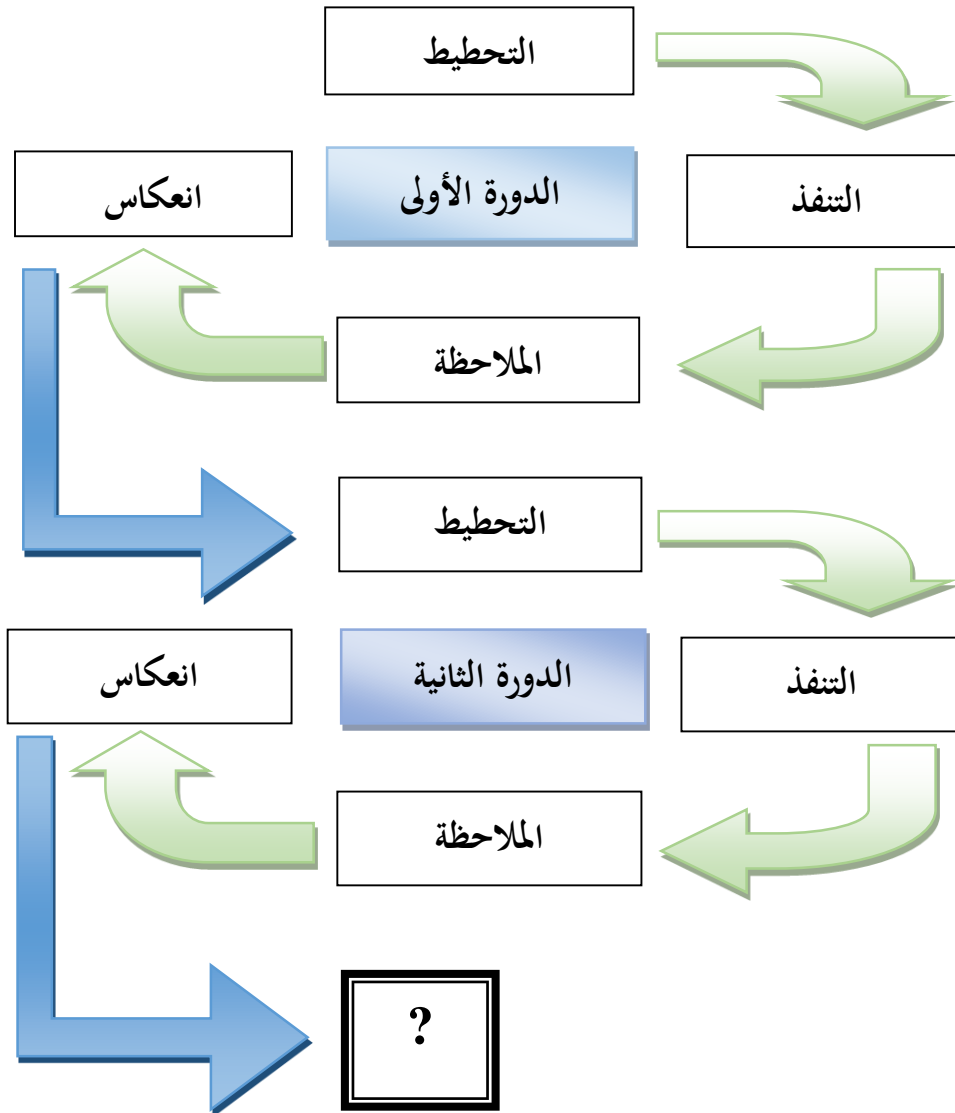 التحطيط
انعكاس
الدورة الأولى
التنفذ
الملاحظة
التحطيط
انعكاس
الدورة الثانية
التنفذ
الملاحظة
?